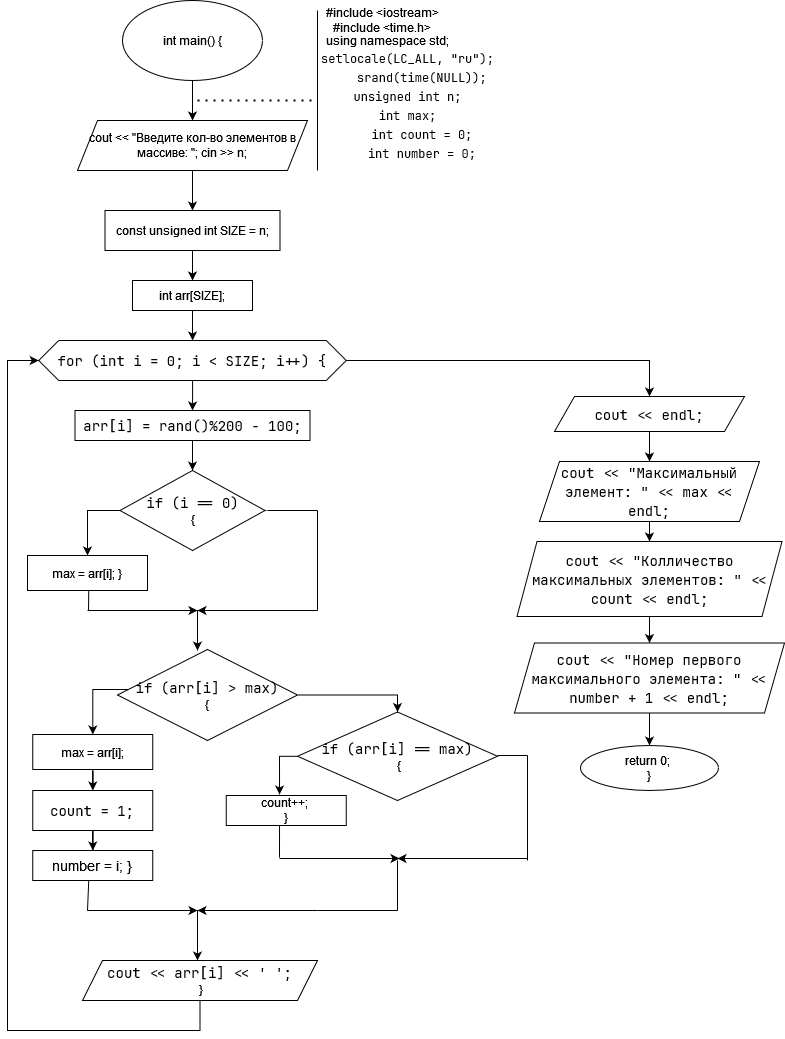 int main() {
#include <iostream>
#include <time.h>
using namespace std;
setlocale(LC_ALL, "ru");
srand(time(NULL));
unsigned int n;
int max;
int count = 0;
int number = 0;
cout << "Введите кол-во элементов в
массиве: "; cin >> n;
const unsigned int SIZE = n;
int arr[SIZE];
for (int i = 0; i < SIZE; i++) {
arr[i] = rand()%200 - 100;
if (i == 0)
{
max = arr[i]; }
if (arr[i] > max)
{
max = arr[i];
count = 1;
number = i; }
if (arr[i] == max)
{
count++;
}
cout << arr[i] << ' ';
}
cout << endl;
cout << "Максимальный
элемент: " << max <<
endl;
cout << "Колличество
максимальных элементов: " <<
count << endl;
cout << "Номер первого
максимального элемента: " <<
number + 1 << endl;
return 0;
}